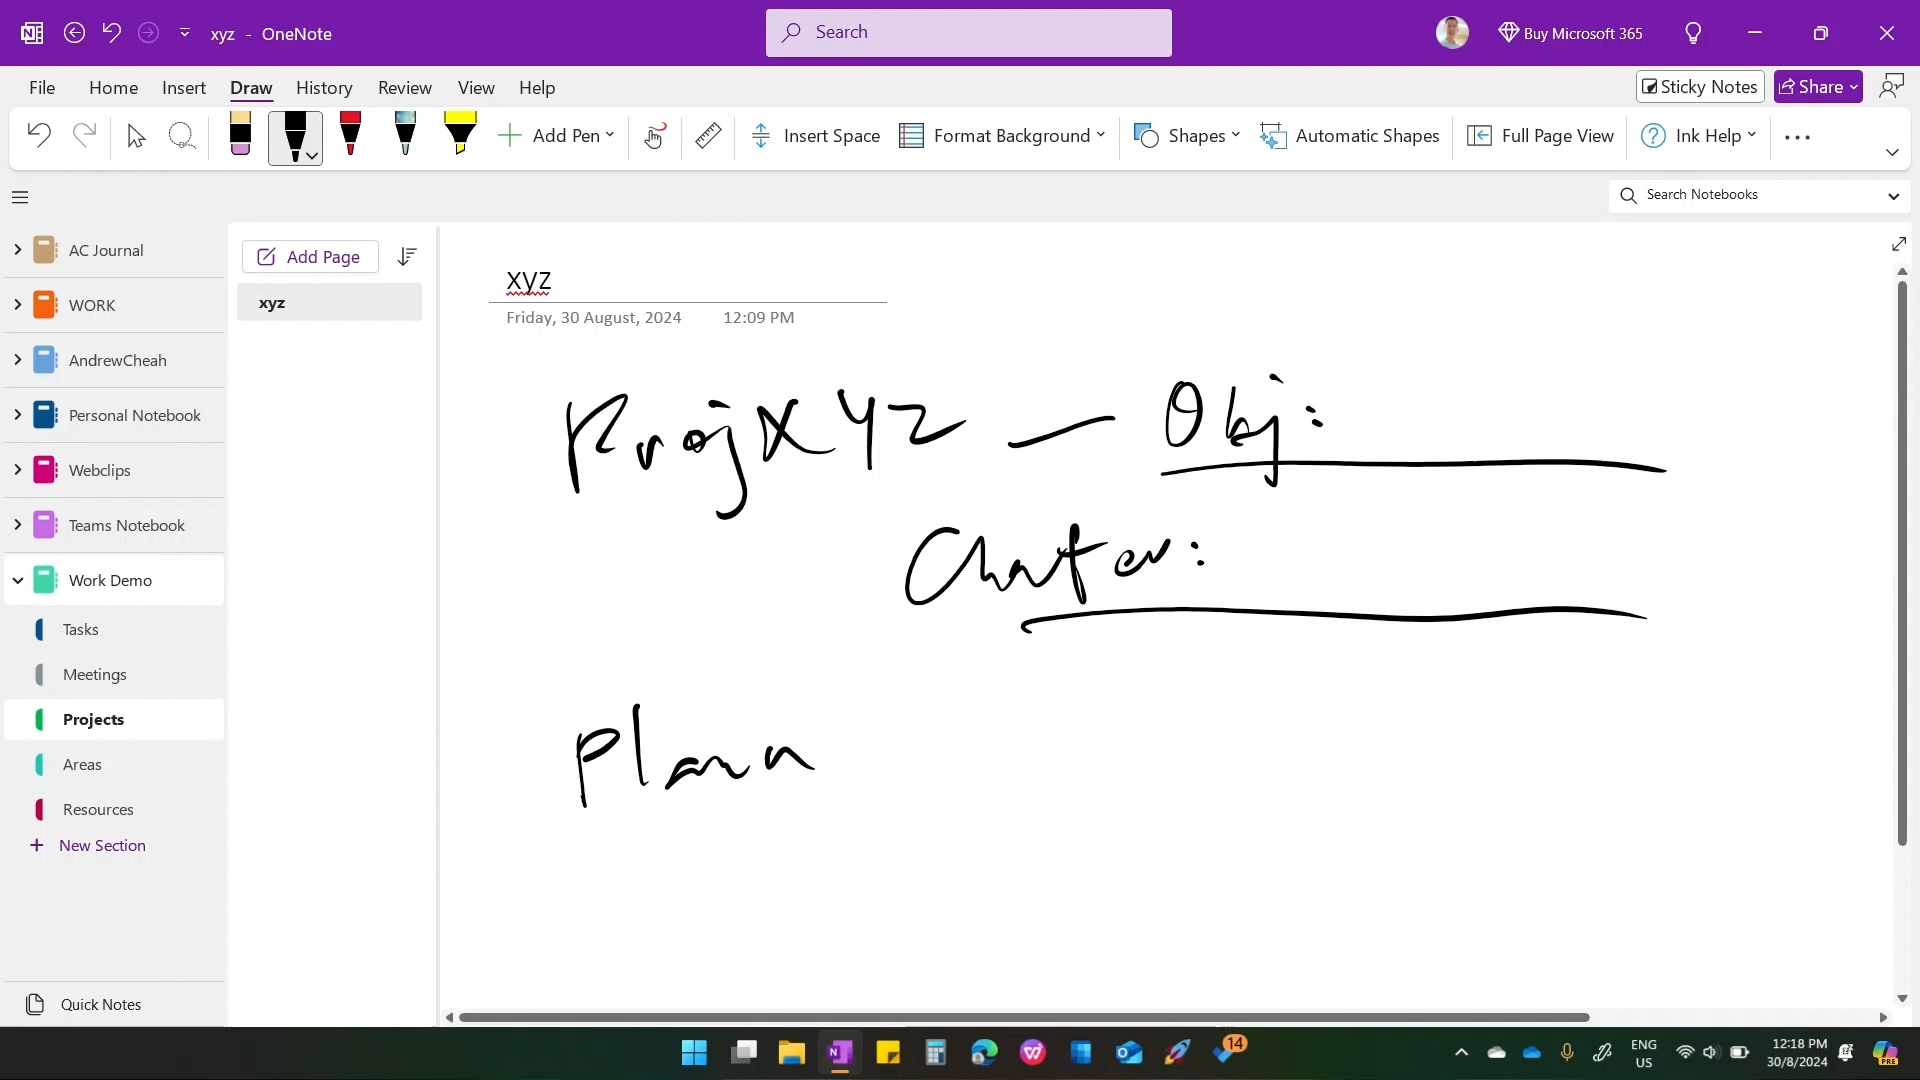 xyz - OneNote
Search
Buy Microsoft 365
File Home Insert Draw History Review View Help
Sticky Notes Share
Add Pen Insert Space Format Background Shapes Automatic Shapes Full Page View Ink Help
Search Notebooks
AC Journal
WORK
AndrewCheah
Personal Notebook
Webclips
Teams Notebook
Work Demo
Tasks
Meetings
Projects
Areas
Resources
New Section
Quick Notes
Add Page
xyz
xyz
Friday, 30 August, 2024 12:09 PM
Proj XYZ — Obj:
Charter:
14
ENG
US
12:18 PM
30/8/2024
PRE